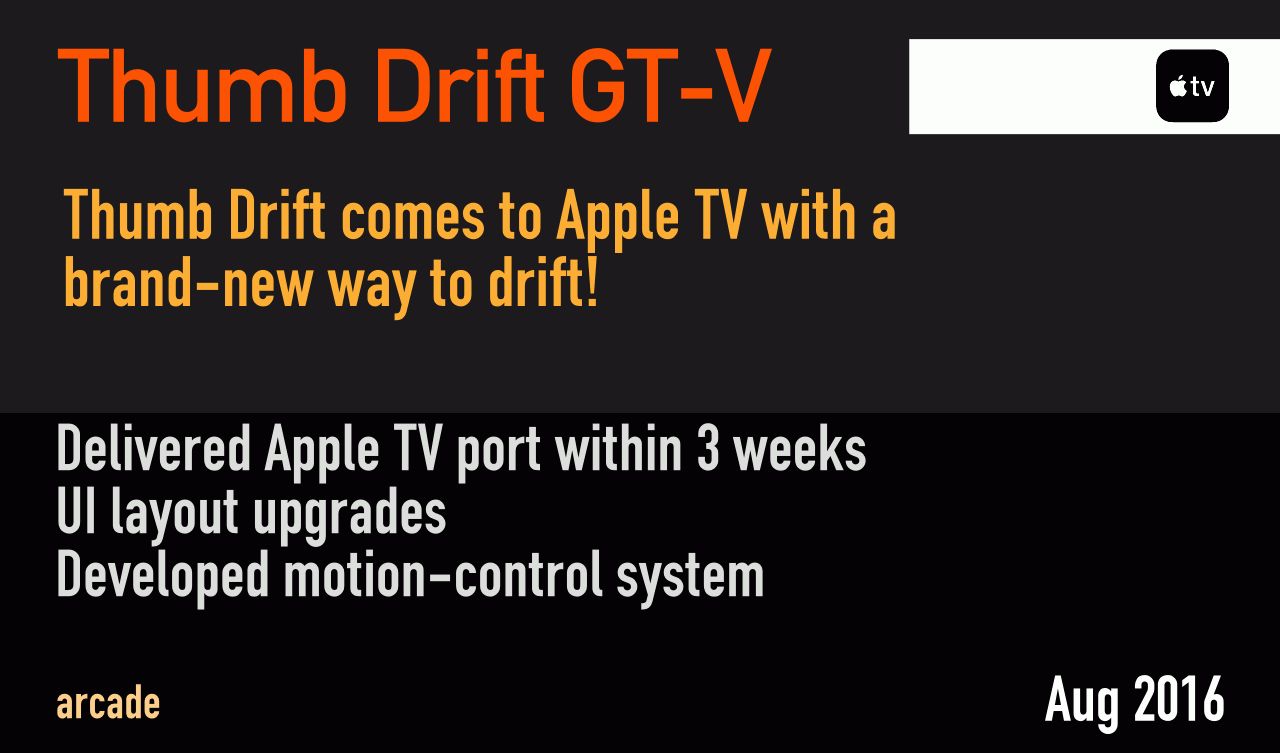 Thumb Drift GT-V
tv
Thumb Drift comes to Apple TV with a
brand-new way to drift!
Delivered Apple TV port within 3 weeks
UI layout upgrades
Developed motion-control system
arcade
Aug 2016